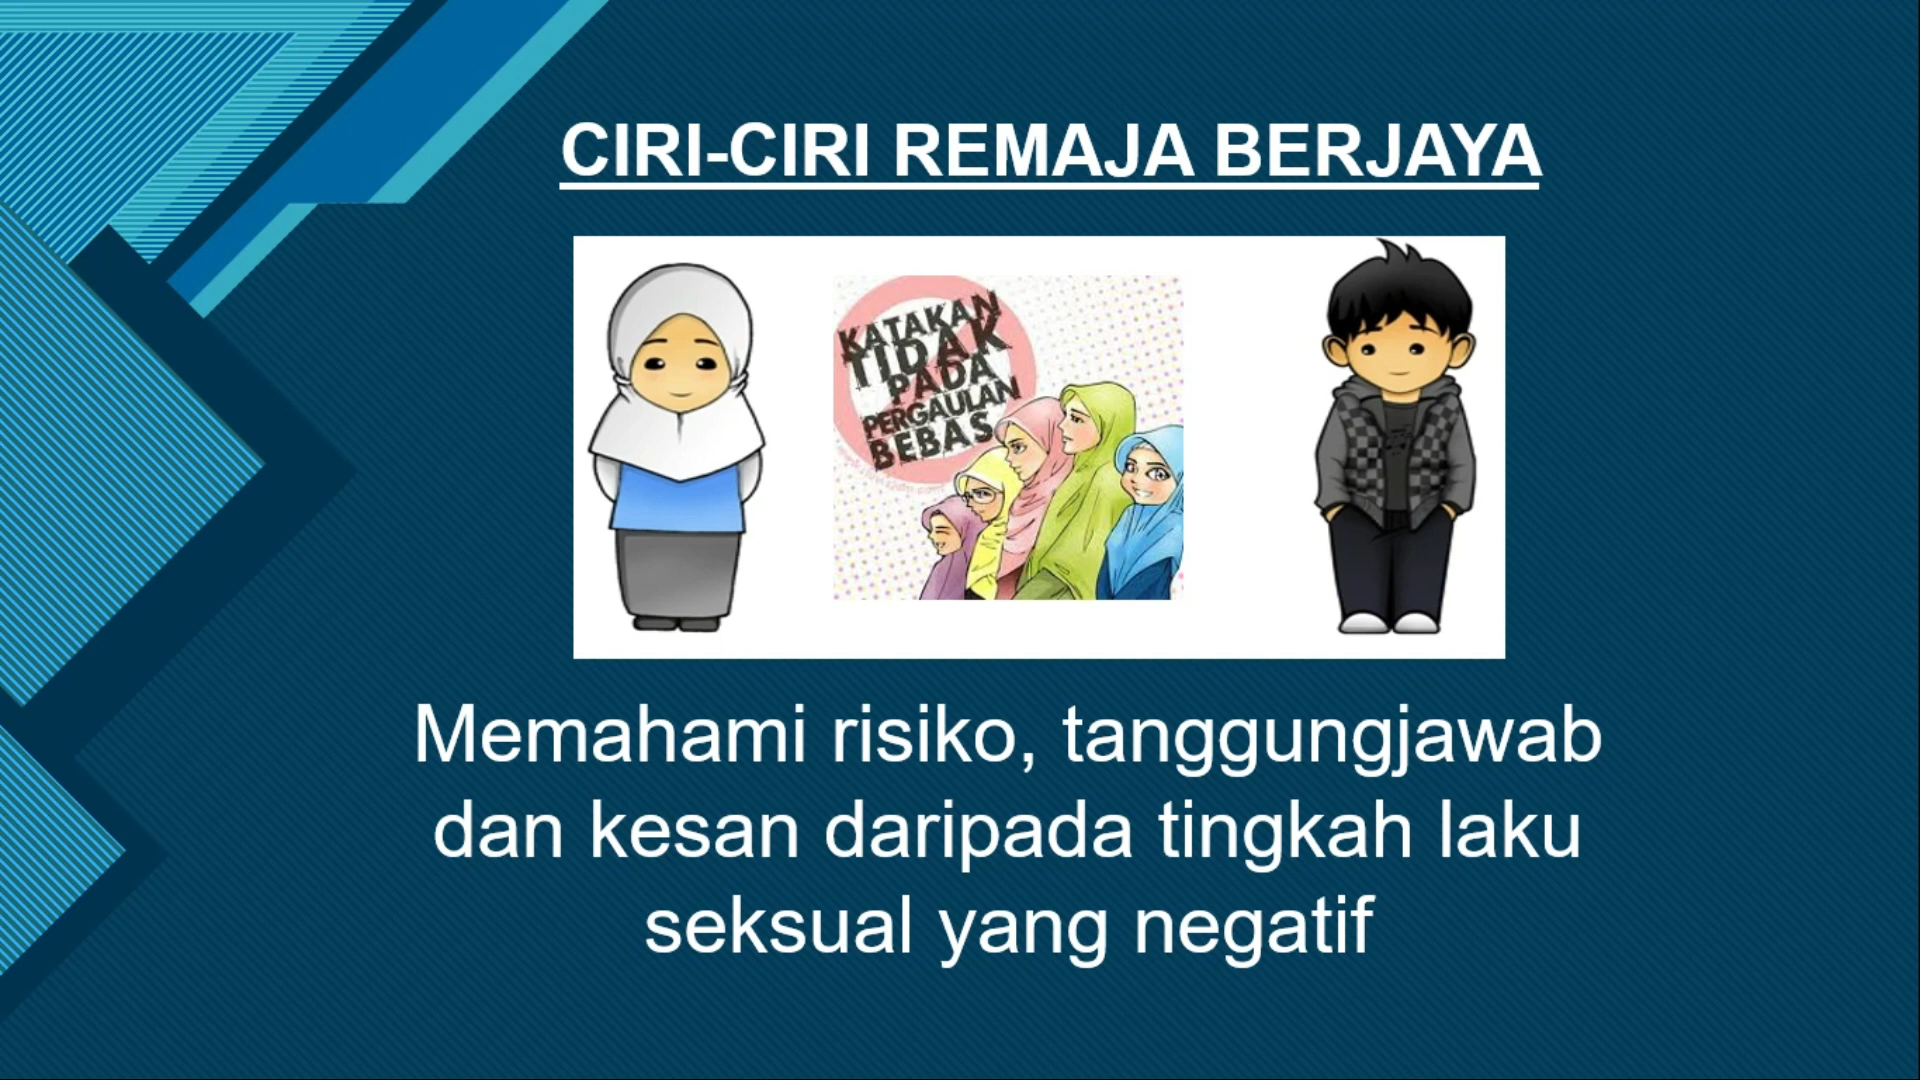 CIRI-CIRI REMAJA BERJAYA
KATAKAN
TIDAK
PADA
PERGAULAN
BEBAS
Memahami risiko, tanggungjawab
dan kesan daripada tingkah laku
seksual yang negatif